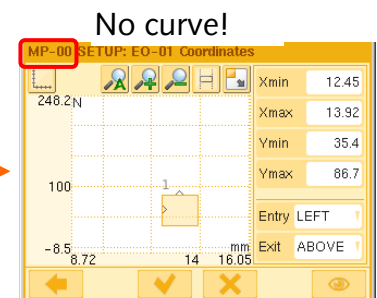 No curve!
MP-00 SETUP: EO-01 Coordinates
A
248.2 N
100
-8.5
8.72 14 16.05
mm
1
Xmin 12.45
Xmax 13.92
Ymin 35.4
Ymax 86.7
Entry LEFT
Exit ABOVE